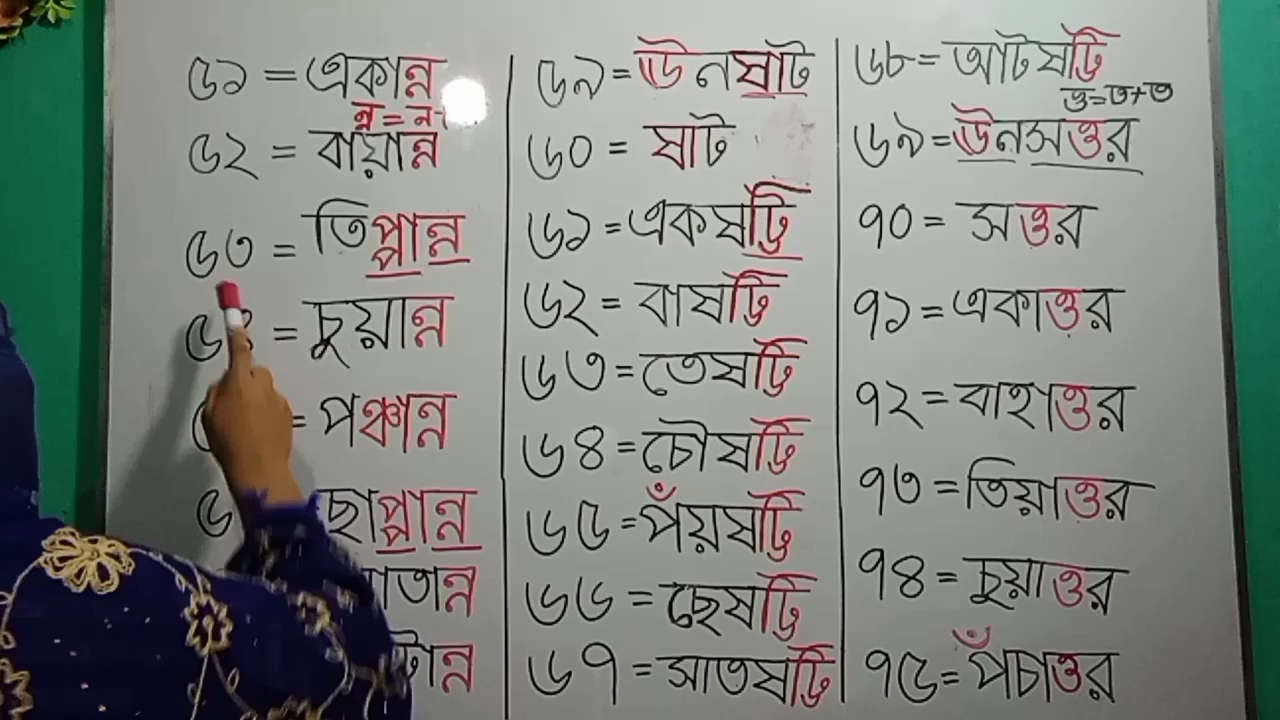 ৫১ = একান্ন
ন্ন = ন+
৫২ = বায়ান্ন
৫৩ = তিপ্পান্ন
= চুয়ান্ন
= পঞ্চান্ন
ছাপ্পান্ন
৫৯ = ঊনষাট
৬০ = ষাট
৬১ = একষট্টি
৬২ = বাষট্টি
৬৩ = তেষট্টি
৬৪ = চৌষট্টি
৬৫ = পঁয়ষট্টি
৬৬ = ছেষট্টি
৬৭ = সাতষট্টি
৬৮ = আটষট্টি
ত্ত = ত+ত
৬৯ = ঊনসত্তর
৭০ = সত্তর
৭১ = একাত্তর
৭২ = বাহাত্তর
৭৩ = তিয়াত্তর
৭৪ = চুয়াত্তর
৭৫ = পঁচাত্তর